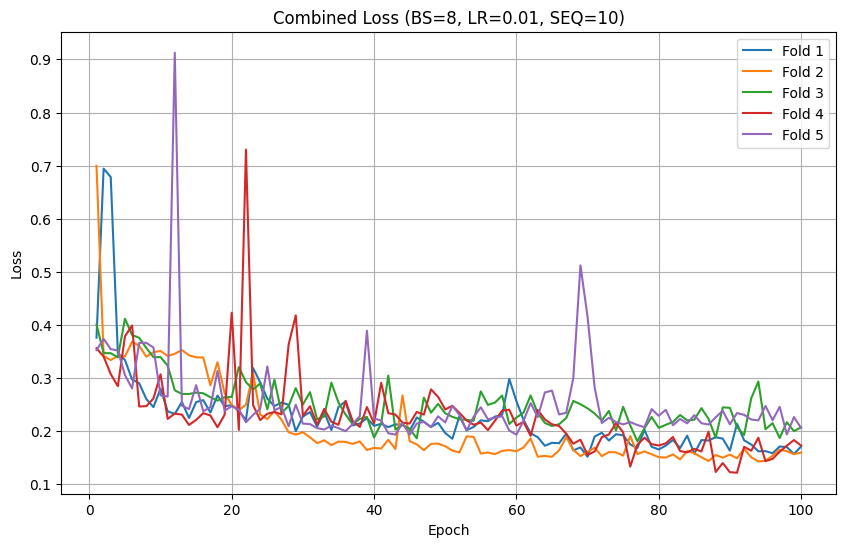 Combined Loss (BS=8, LR=0.01, SEQ=10)
Fold 1
Fold 2
Fold 3
Fold 4
Fold 5
Loss
0.9
0.8
0.7
0.6
0.5
0.4
0.3
0.2
0.1
0 20 40 60 80 100
Epoch